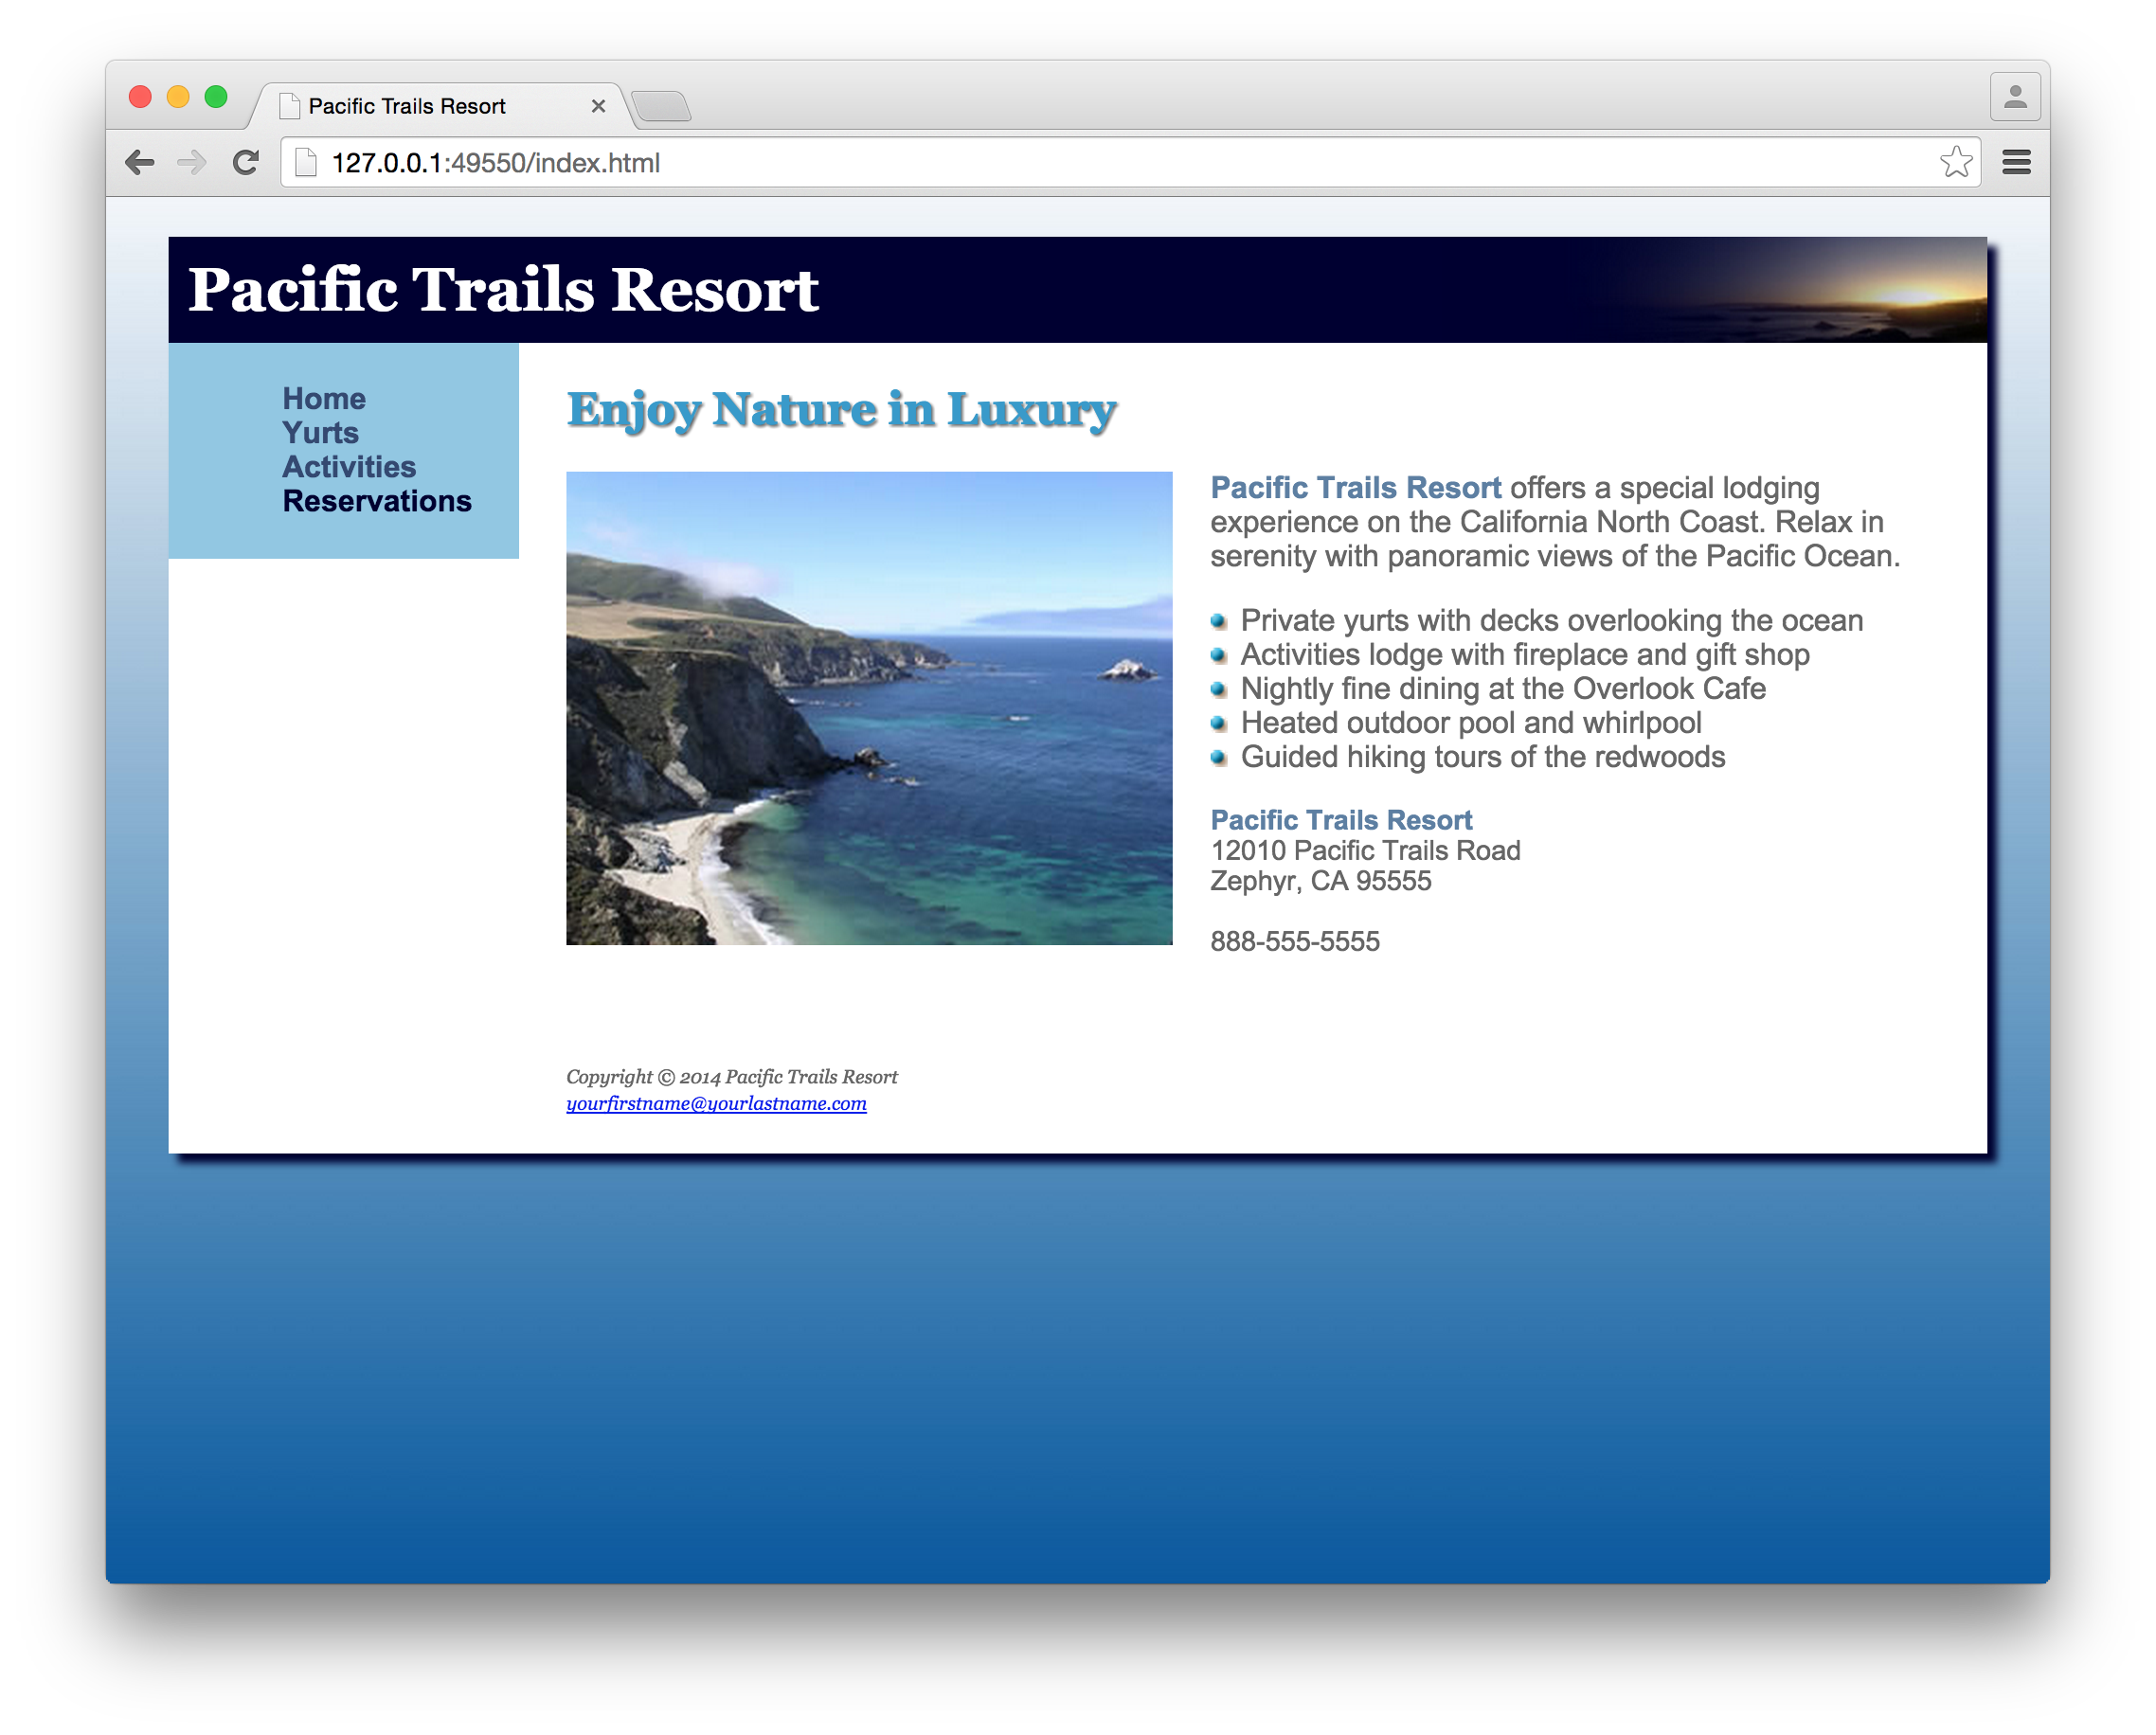 Pacific Trails Resort
127.0.0.1:49550/index.html
Pacific Trails Resort
Home
Yurts
Activities
Reservations
Enjoy Nature in Luxury
Pacific Trails Resort offers a special lodging
experience on the California North Coast. Relax in
serenity with panoramic views of the Pacific Ocean.
Private yurts with decks overlooking the ocean
Activities lodge with fireplace and gift shop
Nightly fine dining at the Overlook Cafe
Heated outdoor pool and whirlpool
Guided hiking tours of the redwoods
Pacific Trails Resort
12010 Pacific Trails Road
Zephyr, CA 95555
888-555-5555
Copyright © 2014 Pacific Trails Resort
yourfirstname@yourlastname.com